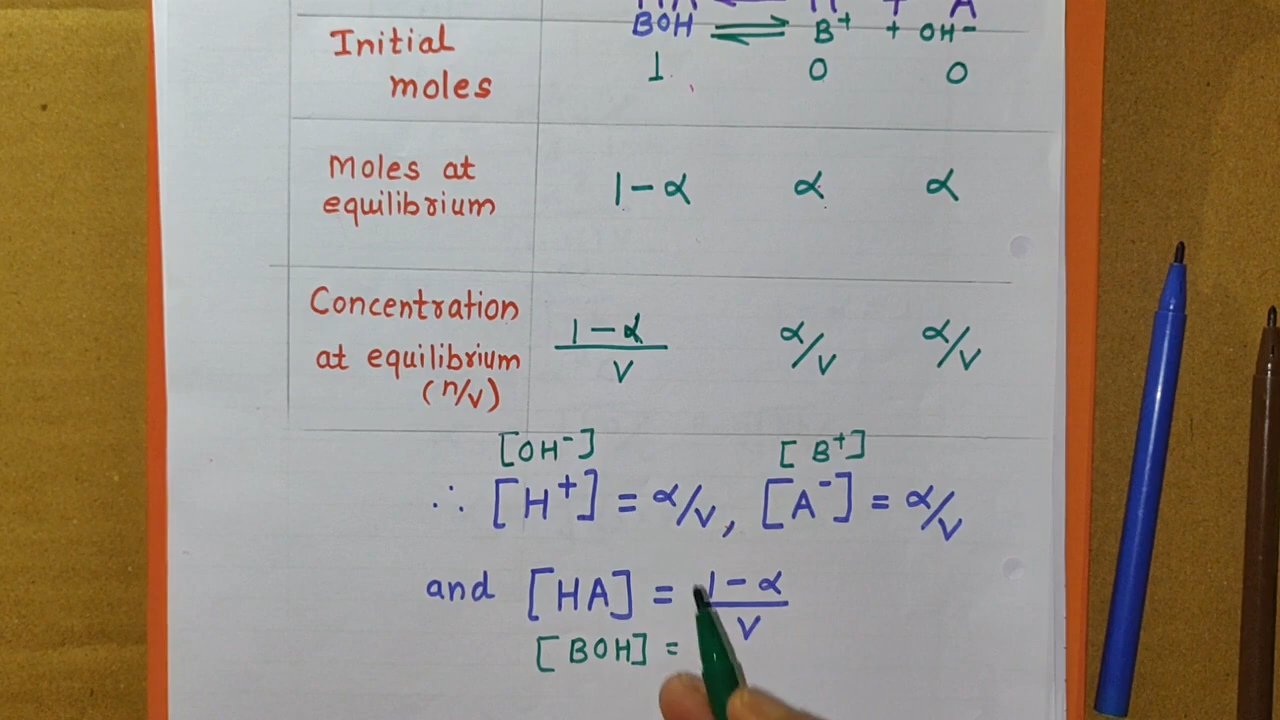 HA ⇌ H + A
BOH ⇌ B⁺ + OH⁻
Initial moles
1 0 0
Moles at equilibrium
1-α α α
Concentration at equilibrium (n/v)
1-α/v α/v α/v
[OH⁻] [B⁺]
∴ [H⁺] = α/v, [A⁻] = α/v
and [HA] = 1-α/v
[BOH] =